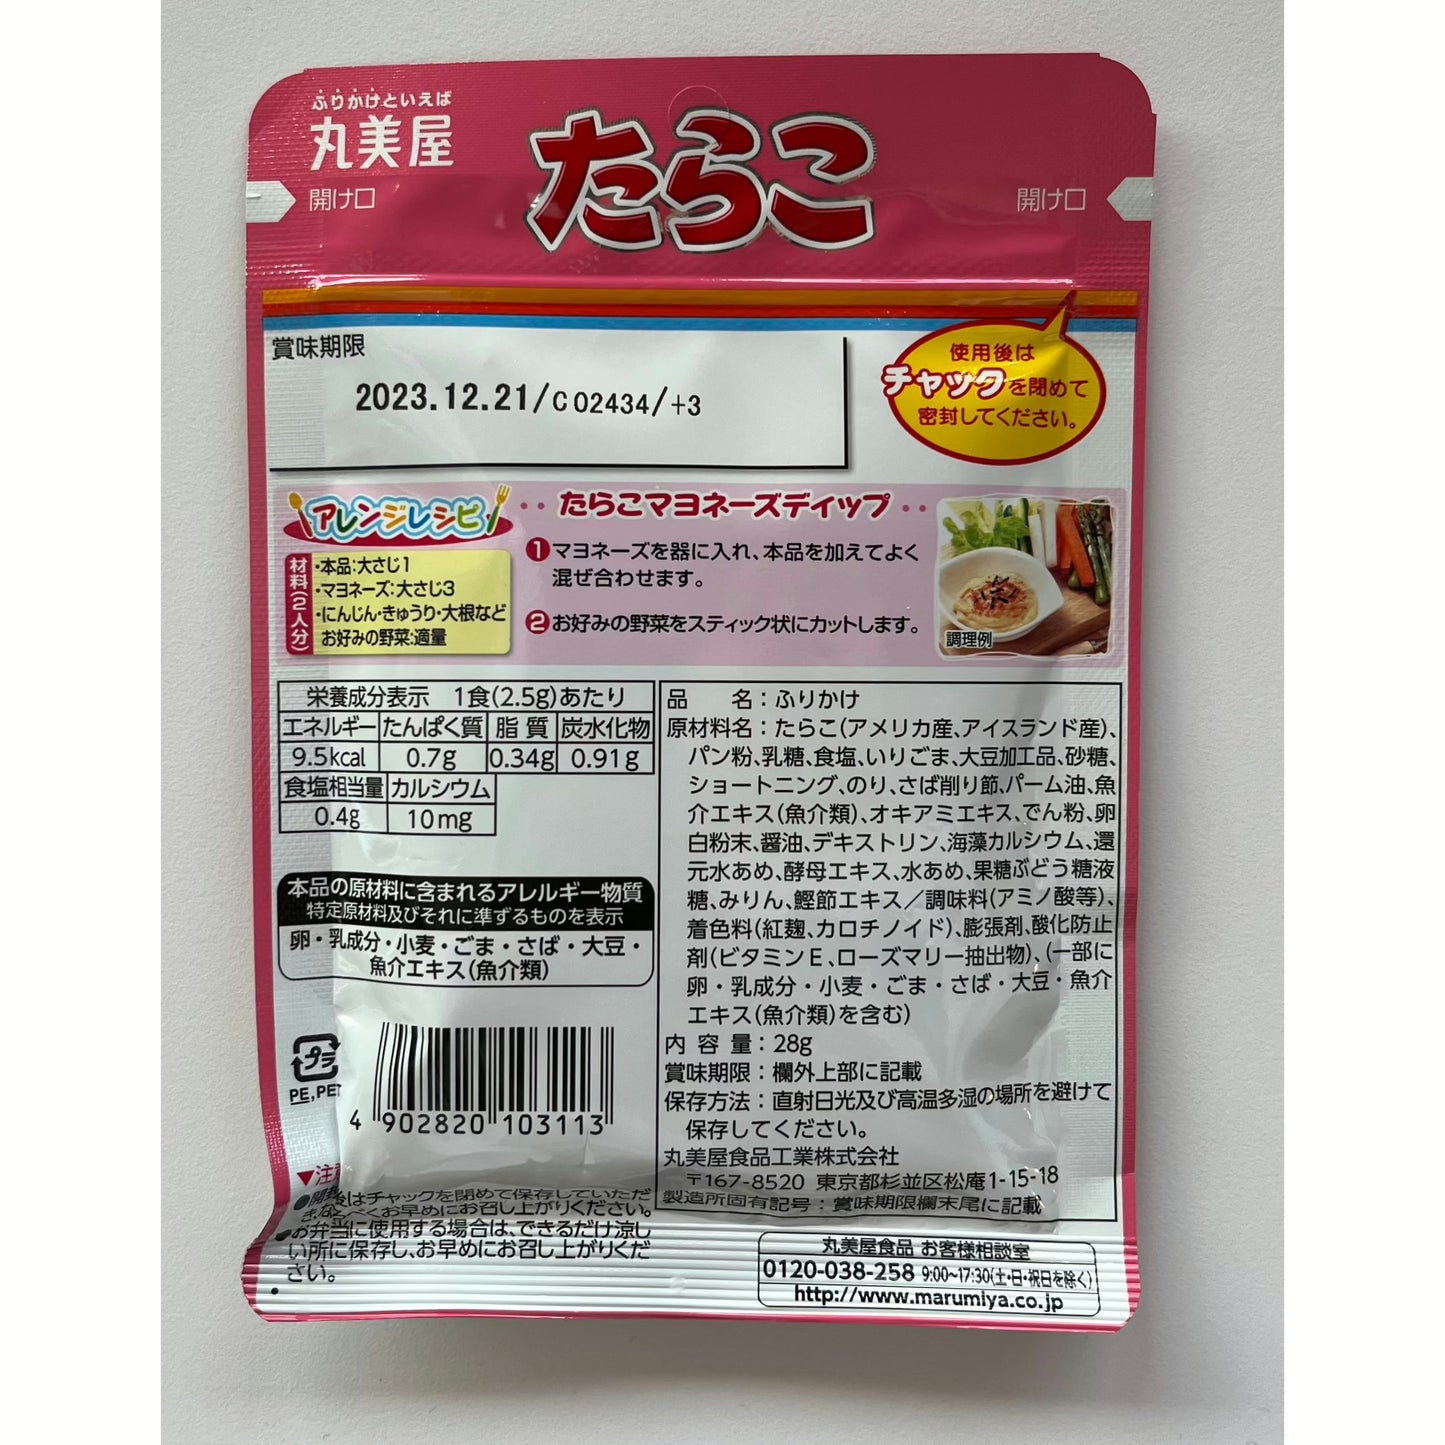 ふりかけといえば
丸美屋
たらこ
開け口
開け口
賞味期限
2023.12.21/C02434/+3
使用後は
チャックを閉めて
密封してください。
アレンジレシピ
たらこマヨネーズディップ
材料(2人分)
・本品:大さじ1
・マヨネーズ:大さじ3
・にんじん・きゅうり・大根など
お好みの野菜:適量
1 マヨネーズを器に入れ、本品を加えてよく
混ぜ合わせます。
2 お好みの野菜をスティック状にカットします。
調理例
栄養成分表示 1食(2.5g)あたり
エネルギー たんぱく質 脂質 炭水化物
9.5kcal 0.7g 0.34g 0.91g
食塩相当量 カルシウム
0.4g 10mg
本品の原材料に含まれるアレルギー物質
特定原材料及びそれに準ずるものを表示
卵・乳成分・小麦・ごま・さば・大豆・
魚介エキス(魚介類)
品名:ふりかけ
原材料名:たらこ(アメリカ産、アイスランド産)、
パン粉、乳糖、食塩、いりごま、大豆加工品、砂糖、
ショートニング、のり、さば削り節、パーム油、魚
介エキス(魚介類)、オキアミエキス、でん粉、卵
白粉末、醤油、デキストリン、海藻カルシウム、還
元水あめ、酵母エキス、水あめ、果糖ぶどう糖液
糖、みりん、鰹節エキス/調味料(アミノ酸等)、
着色料(紅麹、カロチノイド)、膨張剤、酸化防止
剤(ビタミンE、ローズマリー抽出物)、(一部に
卵・乳成分・小麦・ごま・さば・大豆・魚介
エキス(魚介類)を含む)
内容量:28g
賞味期限:欄外上部に記載
保存方法:直射日光及び高温多湿の場所を避けて
保存してください。
丸美屋食品工業株式会社
〒167-8520 東京都杉並区松庵1-15-18
製造所固有記号:賞味期限欄末尾に記載
プラ
PE,PET
4 902820 103113
▼注
後はチャックを閉めて保存していただ
べくお早めにお召し上がりください。
●お弁当に使用する場合は、できるだけ涼し
い所に保存し、お早めにお召し上がりくだ
さい。
丸美屋食品 お客様相談室
0120-038-258 9:00~17:30(土・日・祝日を除く)
http://www.marumiya.co.jp